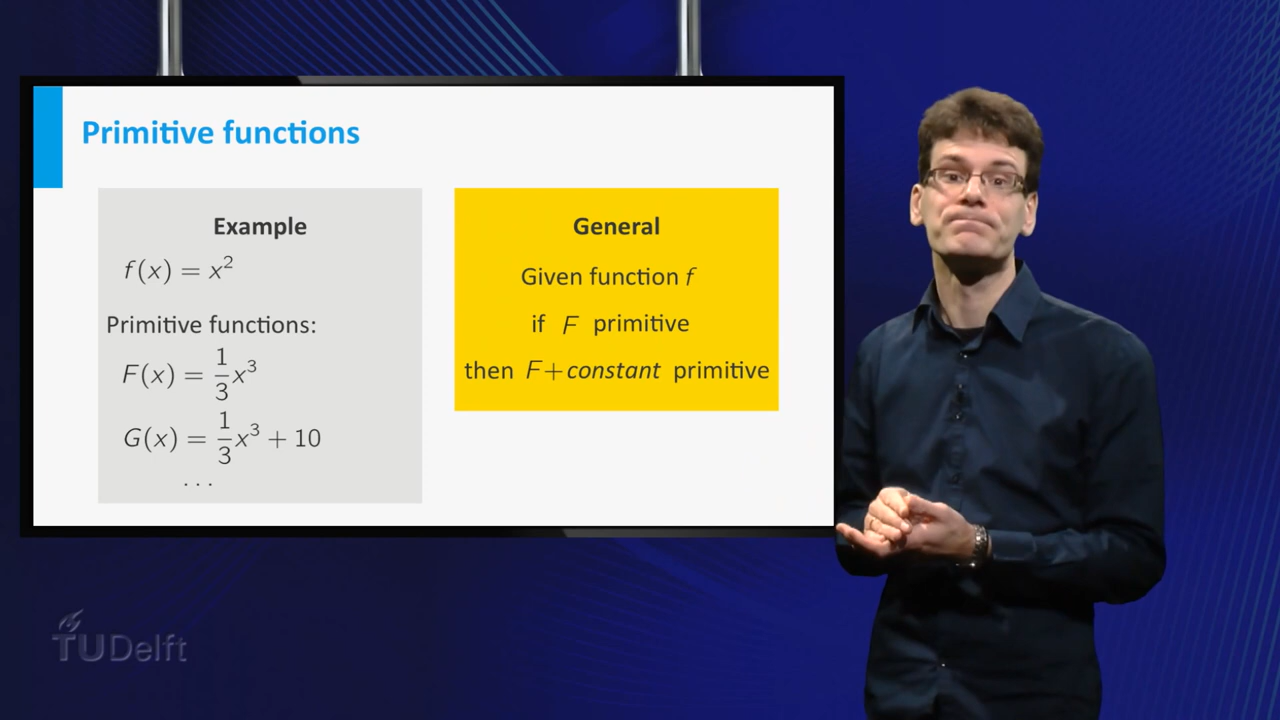 Primitive functions
Example
f(x) = x²
Primitive functions:
F(x) = 1/3 x³
G(x) = 1/3 x³ + 10
...
General
Given function f
if F primitive
then F+constant primitive
TUDelft